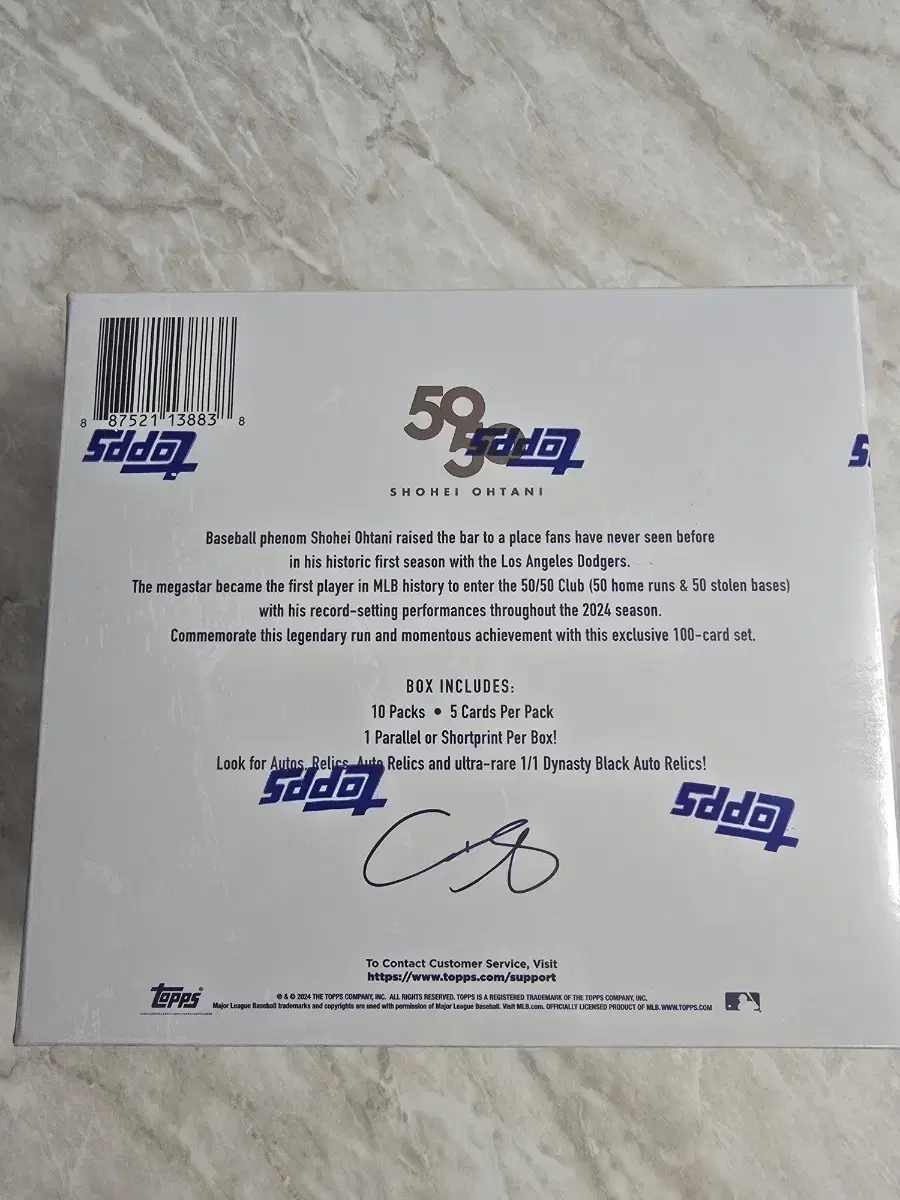 8 87521 13883 8
Topps
50
50 Topps
SHOHEI OHTANI
Baseball phenom Shohei Ohtani raised the bar to a place fans have never seen before
in his historic first season with the Los Angeles Dodgers.
The megastar became the first player in MLB history to enter the 50/50 Club (50 home runs & 50 stolen bases)
with his record-setting performances throughout the 2024 season.
Commemorate this legendary run and momentous achievement with this exclusive 100-card set.
BOX INCLUDES:
10 Packs • 5 Cards Per Pack
1 Parallel or Shortprint Per Box!
Look for Autos, Relics, Auto Relics and ultra-rare 1/1 Dynasty Black Auto Relics!
Topps
Topps
To Contact Customer Service, Visit
https://www.topps.com/support
Topps®
® & © 2024 THE TOPPS COMPANY, INC. ALL RIGHTS RESERVED. TOPPS IS A REGISTERED TRADEMARK OF THE TOPPS COMPANY, INC.
Major League Baseball trademarks and copyrights are used with permission of Major League Baseball. Visit MLB.com. OFFICIALLY LICENSED PRODUCT OF MLB. WWW.TOPPS.COM